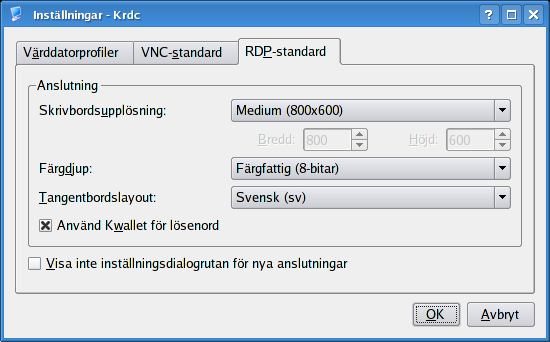 Inställningar - Krdc
Värddatorprofiler VNC-standard RDP-standard
Anslutning
Skrivbordsupplösning: Medium (800x600)
Bredd: 800 Höjd: 600
Färgdjup: Färgfattig (8-bitar)
Tangentbordslayout: Svensk (sv)
Använd Kwallet för lösenord
Visa inte inställningsdialogrutan för nya anslutningar
OK Avbryt